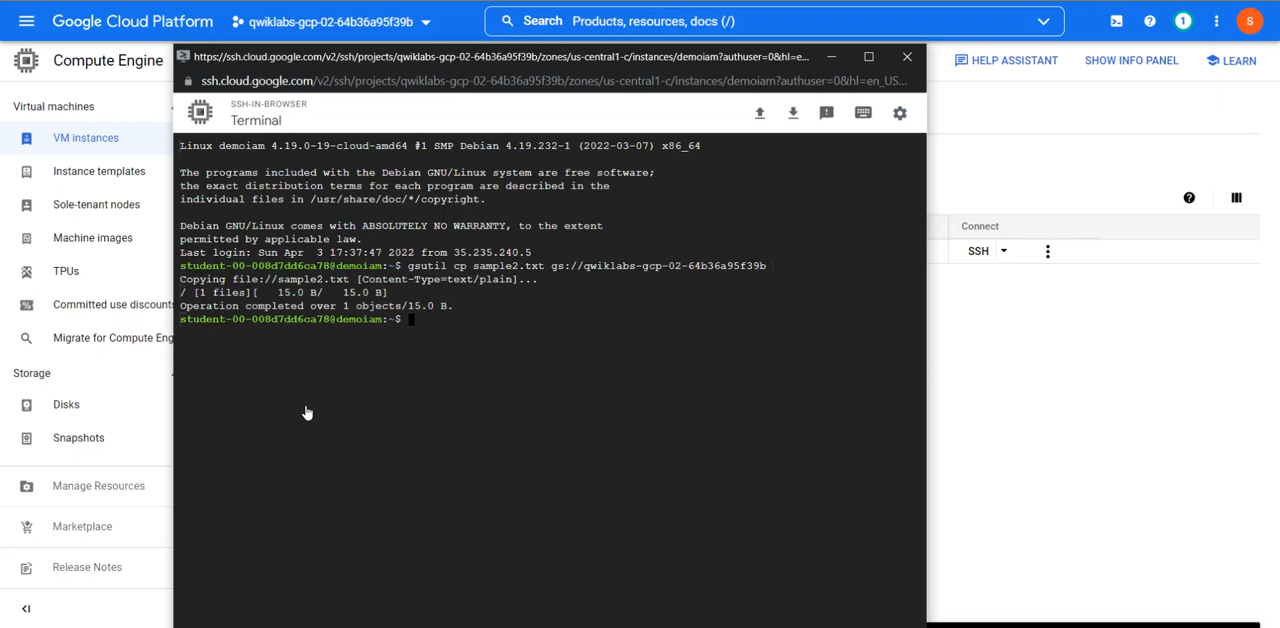 Google Cloud Platform
qwiklabs-gcp-02-64b36a95f39b
Search Products, resources, docs (/)
1
S
Compute Engine
HELP ASSISTANT
SHOW INFO PANEL
LEARN
https://ssh.cloud.google.com/v2/ssh/projects/qwiklabs-gcp-02-64b36a95f39b/zones/us-central1-c/instances/demoiam?authuser=0&hl=e...
ssh.cloud.google.com/v2/ssh/projects/qwiklabs-gcp-02-64b36a95f39b/zones/us-central1-c/instances/demoiam?authuser=0&hl=en_US...
SSH-IN-BROWSER
Terminal
Virtual machines
VM instances
Instance templates
Sole-tenant nodes
Machine images
TPUs
Committed use discounts
Migrate for Compute Eng
Storage
Disks
Snapshots
Manage Resources
Marketplace
Release Notes
Linux demoiam 4.19.0-19-cloud-amd64 #1 SMP Debian 4.19.232-1 (2022-03-07) x86_64
The programs included with the Debian GNU/Linux system are free software;
the exact distribution terms for each program are described in the
individual files in /usr/share/doc/*/copyright.
Debian GNU/Linux comes with ABSOLUTELY NO WARRANTY, to the extent
permitted by applicable law.
Last login: Sun Apr  3 17:37:47 2022 from 35.235.240.5
student-00-008d7dd6ca78@demoiam:~$ gsutil cp sample2.txt gs://qwiklabs-gcp-02-64b36a95f39b
Copying file://sample2.txt [Content-Type=text/plain]...
/ [1 files][   15.0 B/   15.0 B]
Operation completed over 1 objects/15.0 B.
student-00-008d7dd6ca78@demoiam:~$
Connect
SSH